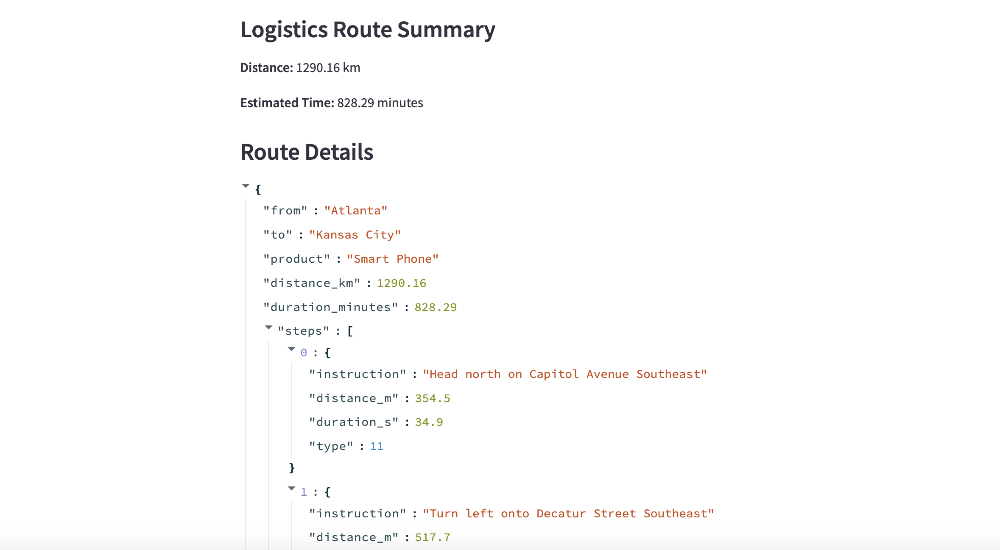 Logistics Route Summary
Distance: 1290.16 km
Estimated Time: 828.29 minutes
Route Details
{
"from" : "Atlanta"
"to" : "Kansas City"
"product" : "Smart Phone"
"distance_km" : 1290.16
"duration_minutes" : 828.29
"steps" : [
0 : {
"instruction" : "Head north on Capitol Avenue Southeast"
"distance_m" : 354.5
"duration_s" : 34.9
"type" : 11
}
1 : {
"instruction" : "Turn left onto Decatur Street Southeast"
"distance_m" : 517.7